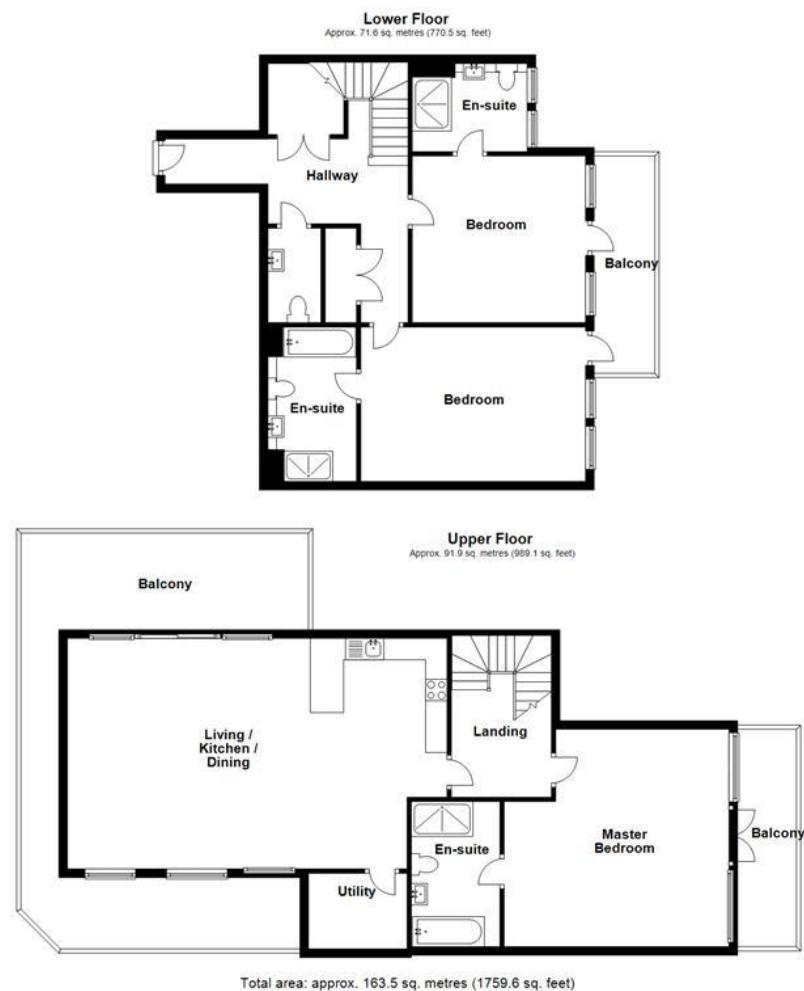 Lower Floor
Approx. 71.6 sq. metres (770.5 sq. feet)
En-suite
Hallway
Bedroom
Balcony
En-suite
Bedroom
Upper Floor
Approx. 91.9 sq. metres (989.1 sq. feet)
Balcony
Living /
Kitchen /
Dining
Landing
Master
Bedroom
Balcony
En-suite
Utility
Total area: approx. 163.5 sq. metres (1759.6 sq. feet)